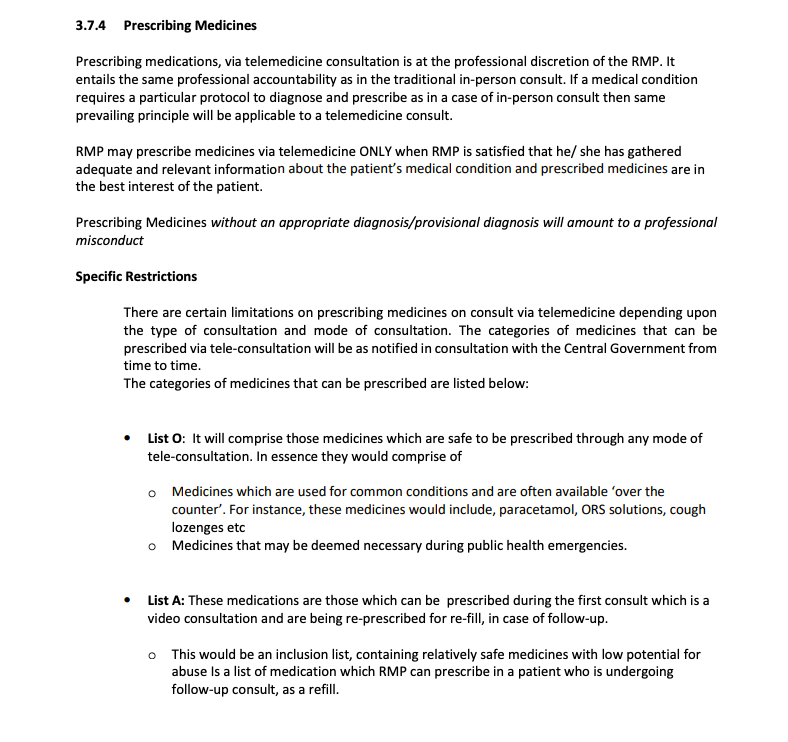 3.7.4 Prescribing Medicines
Prescribing medications, via telemedicine consultation is at the professional discretion of the RMP. It
entails the same professional accountability as in the traditional in-person consult. If a medical condition
requires a particular protocol to diagnose and prescribe as in a case of in-person consult then same
prevailing principle will be applicable to a telemedicine consult.
RMP may prescribe medicines via telemedicine ONLY when RMP is satisfied that he/ she has gathered
adequate and relevant information about the patient’s medical condition and prescribed medicines are in
the best interest of the patient.
Prescribing Medicines without an appropriate diagnosis/provisional diagnosis will amount to a professional
misconduct
Specific Restrictions
There are certain limitations on prescribing medicines on consult via telemedicine depending upon
the type of consultation and mode of consultation. The categories of medicines that can be
prescribed via tele-consultation will be as notified in consultation with the Central Government from
time to time.
The categories of medicines that can be prescribed are listed below:
• List O: It will comprise those medicines which are safe to be prescribed through any mode of
tele-consultation. In essence they would comprise of
o Medicines which are used for common conditions and are often available ‘over the
counter’. For instance, these medicines would include, paracetamol, ORS solutions, cough
lozenges etc
o Medicines that may be deemed necessary during public health emergencies.
• List A: These medications are those which can be prescribed during the first consult which is a
video consultation and are being re-prescribed for re-fill, in case of follow-up.
o This would be an inclusion list, containing relatively safe medicines with low potential for
abuse Is a list of medication which RMP can prescribe in a patient who is undergoing
follow-up consult, as a refill.